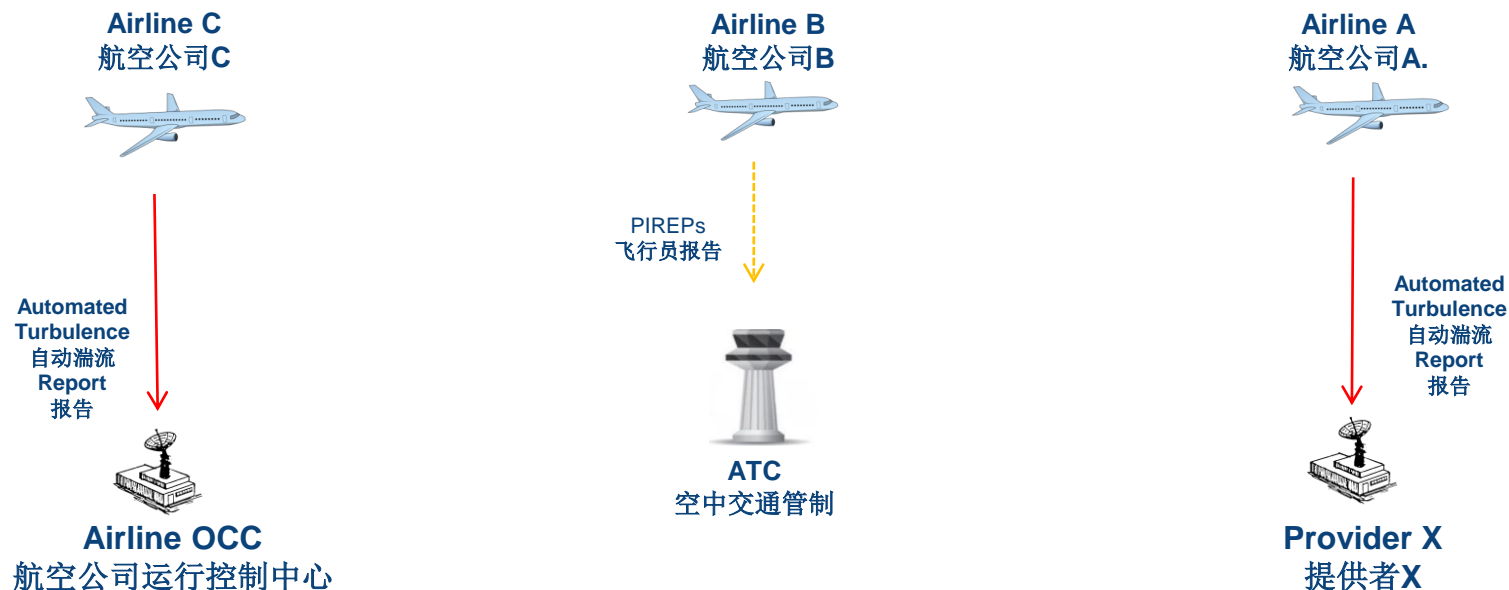 Airline C
航空公司C
Airline B
航空公司B
Airline A
航空公司A.
PIREPs
飞行员报告
Automated
Turbulence
自动湍流
Report
报告
Automated
Turbulence
自动湍流
Report
报告
ATC
空中交通管制
Airline OCC
航空公司运行控制中心
Provider X
提供者X